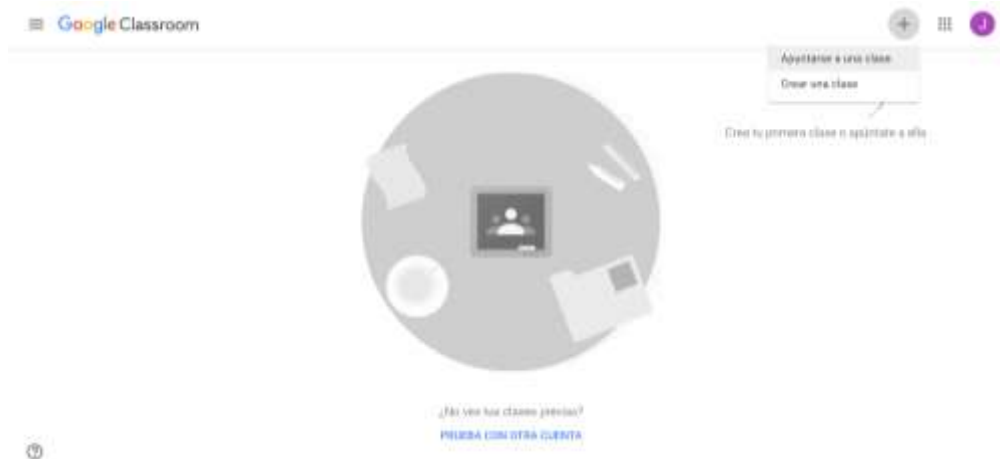 Google Classroom
J
Apuntarse a una clase
Crear una clase
Crea tu primera clase o apúntate a ella
¿No ves tus clases previas?
PRUEBA CON OTRA CUENTA